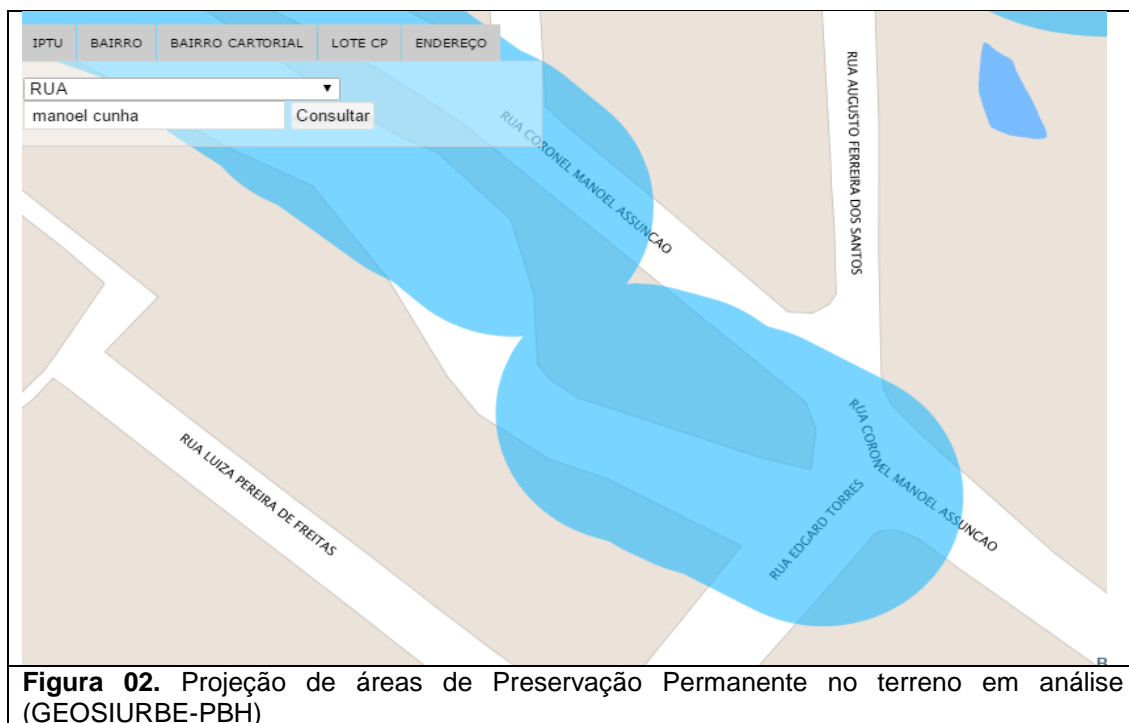 IPTU BAIRRO BAIRRO CARTORIAL LOTE CP ENDEREÇO
RUA
manoel cunha Consultar
RUA CORONEL MANOEL ASSUNCAO
RUA AUGUSTO FERREIRA DOS SANTOS
RUA CORONEL MANOEL ASSUNCAO
RUA LUIZA PEREIRA DE FREITAS
RUA EDGARD TORRES
Figura 02. Projeção de áreas de Preservação Permanente no terreno em análise
(GEOSIURBE-PBH)